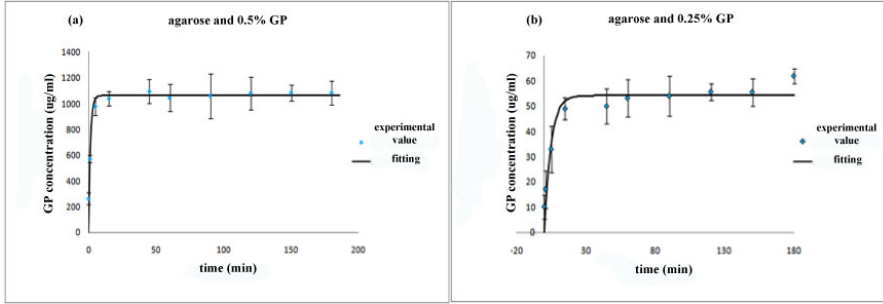 (a)
agarose and 0.5% GP
GP concentration (ug/ml)
1400
1200
1000
800
600
400
200
0
0
50
100
150
200
time (min)
experimental
value
fitting
(b)
agarose and 0.25% GP
GP concentration (ug/ml)
70
60
50
40
30
20
10
0
-20
30
80
130
180
time (min)
experimental
value
fitting